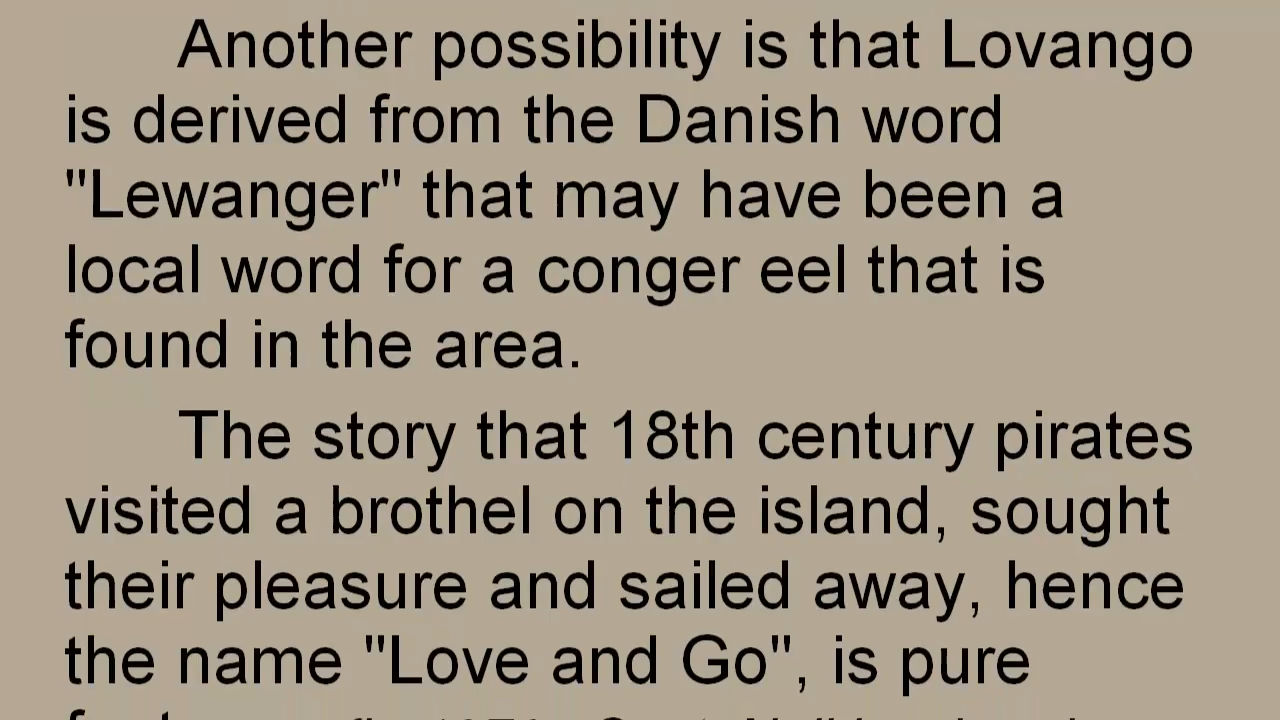 Another possibility is that Lovango
is derived from the Danish word
"Lewanger" that may have been a
local word for a conger eel that is
found in the area.
The story that 18th century pirates
visited a brothel on the island, sought
their pleasure and sailed away, hence
the name "Love and Go", is pure